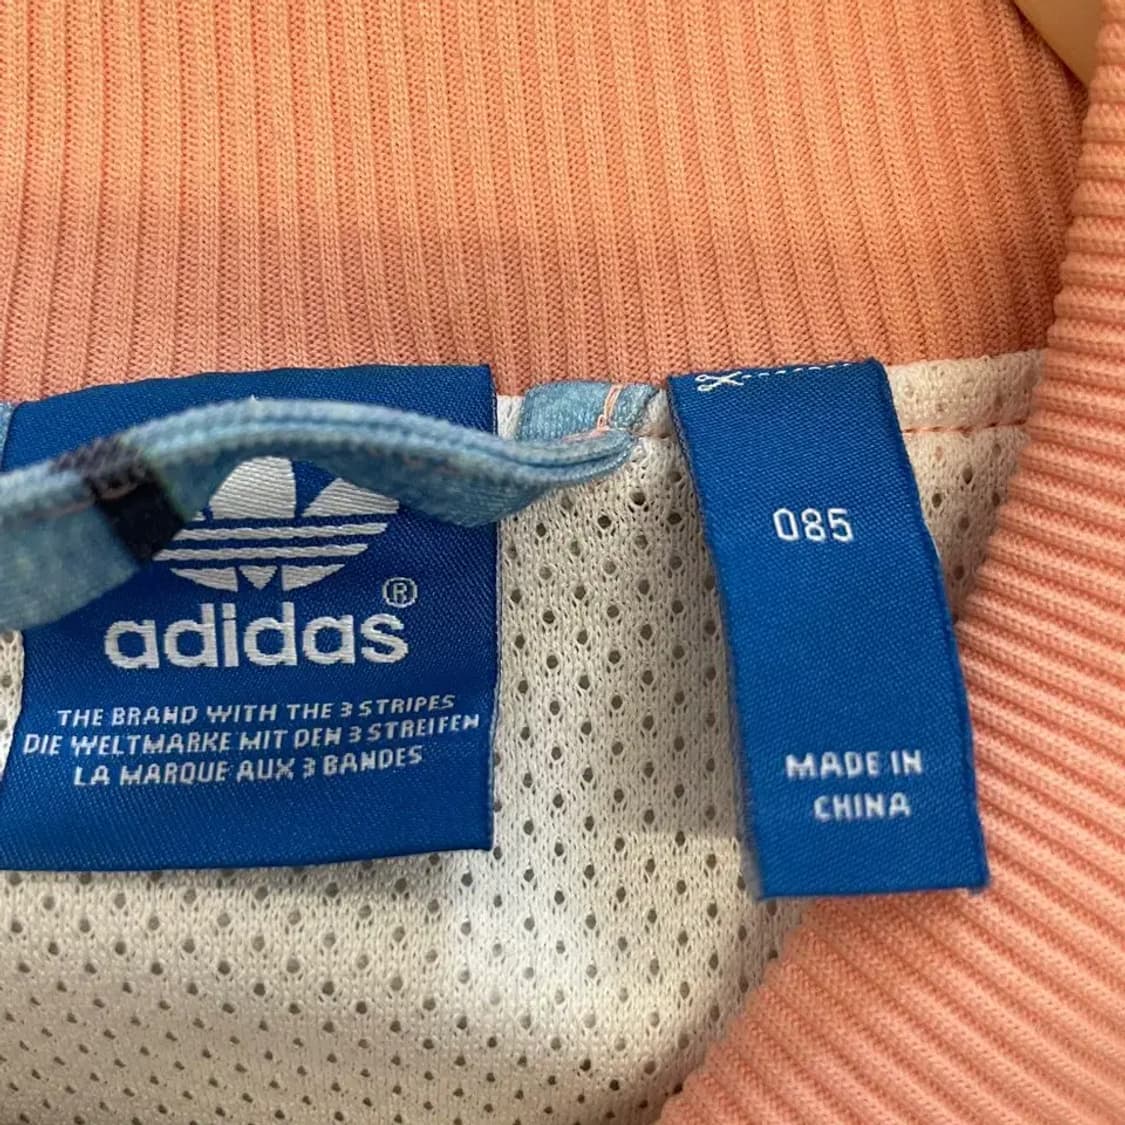 adidas®
THE BRAND WITH THE 3 STRIPES
DIE WELTMARKE MIT DEN 3 STREIFEN
LA MARQUE AUX 3 BANDES
085
MADE IN
CHINA